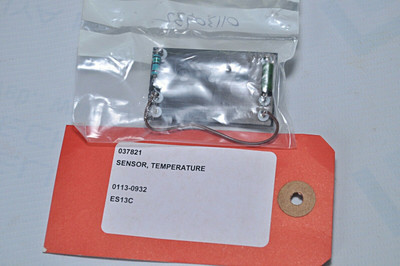 037821
SENSOR, TEMPERATURE
0113-0932
ES13C